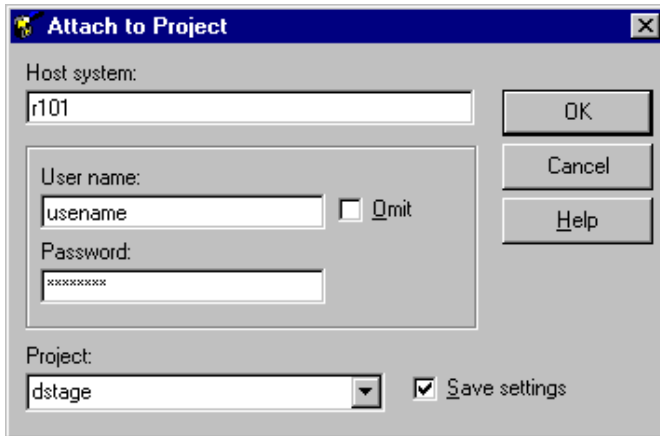 Attach to Project
Host system:
r101
OK
User name:
Cancel
usename
Omit
Help
Password:
********
Project:
dstage
Save settings